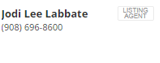 Jodi Lee Labbate
LISTING
AGENT
(908) 696-8600